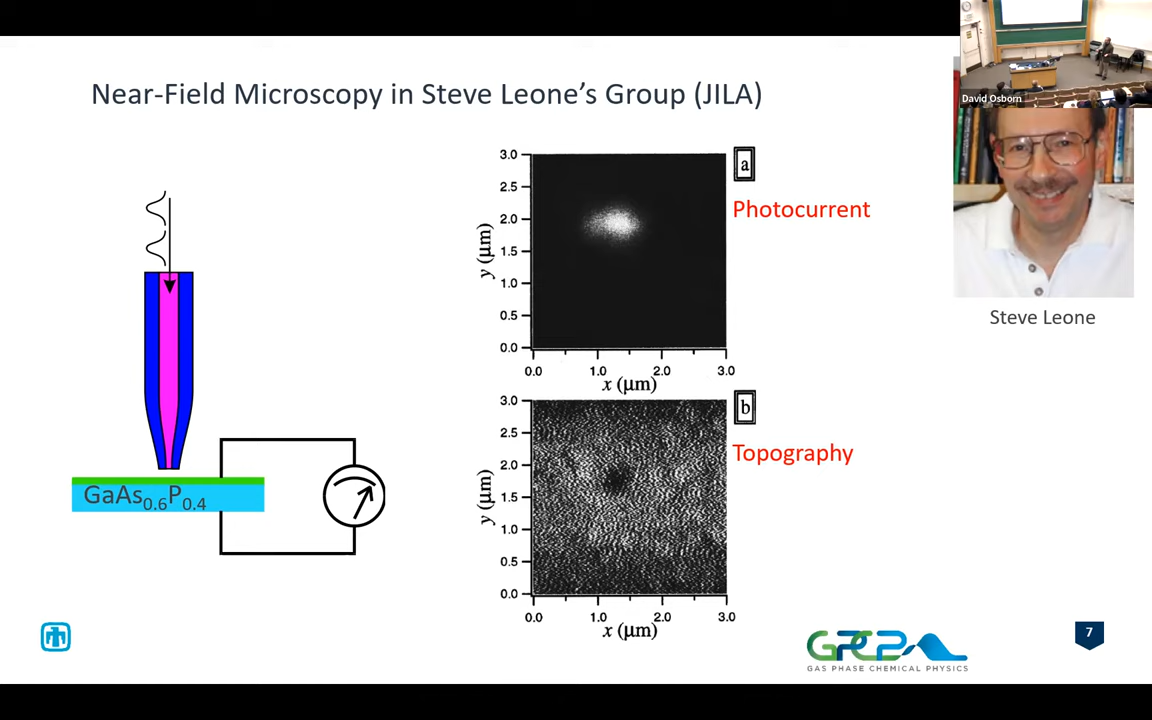 Near-Field Microscopy in Steve Leone's Group (JILA)
David Osborn
3.0
2.5
2.0
1.5
1.0
0.5
0.0
y (μm)
0.0 1.0 2.0 3.0
x (μm)
a
Photocurrent
Steve Leone
3.0
2.5
2.0
1.5
1.0
0.5
0.0
y (μm)
0.0 1.0 2.0 3.0
x (μm)
b
Topography
GaAs0.6P0.4
GPCP
GAS PHASE CHEMICAL PHYSICS
7